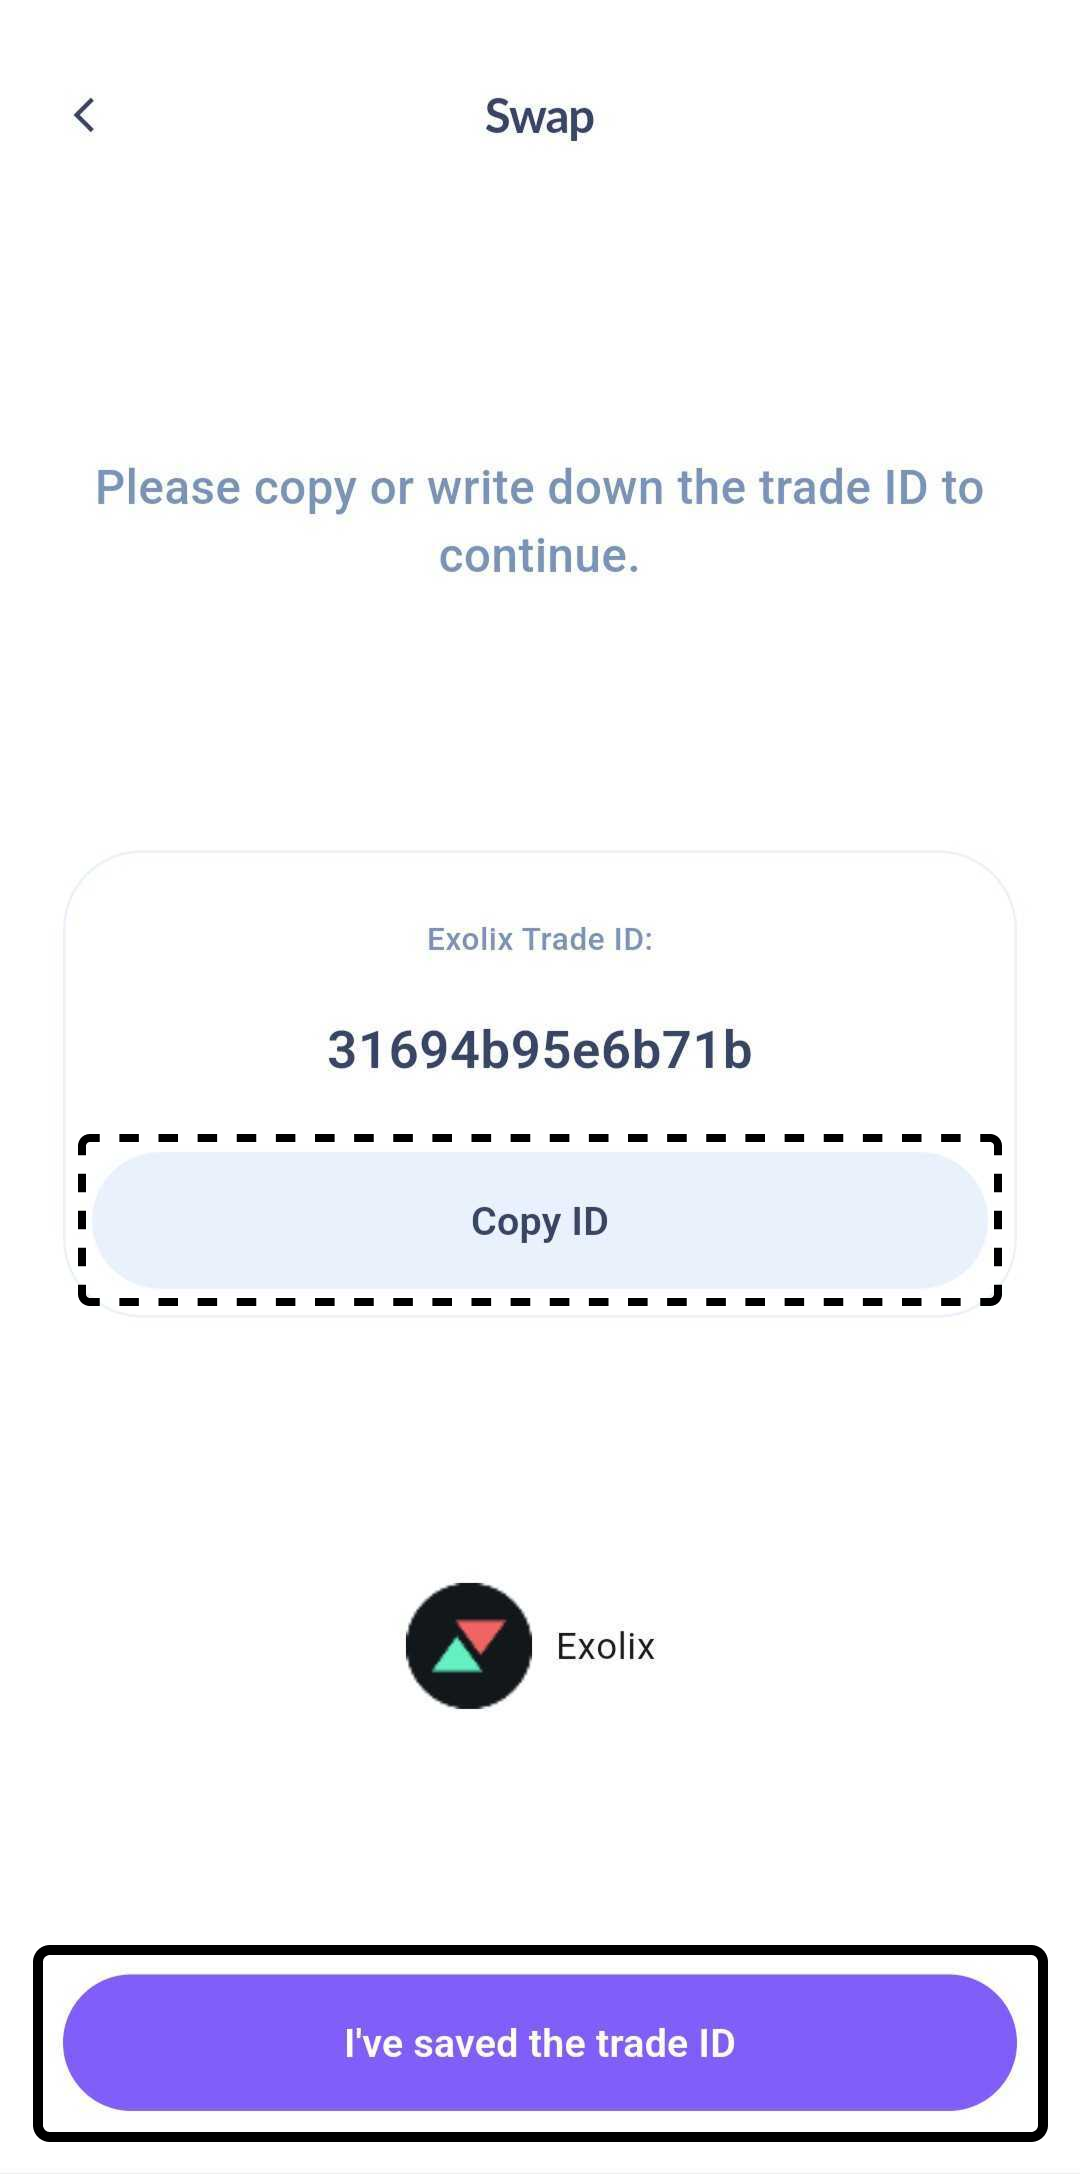 Swap
Please copy or write down the trade ID to
continue.
Exolix Trade ID:
31694b95e6b71b
Copy ID
Exolix
I've saved the trade ID